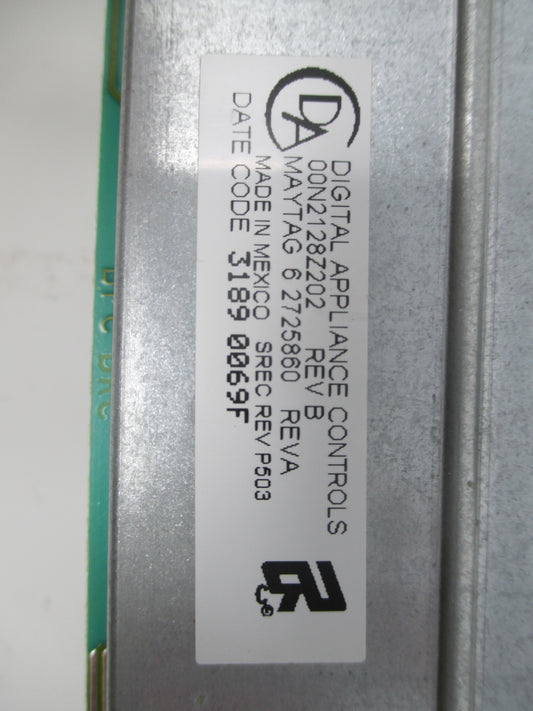 DA
DIGITAL APPLIANCE CONTROLS
00N2128Z202 REV B
MAYTAG 6 2725860 REVA
MADE IN MEXICO SREC REV P503
DATE CODE 3189 0069F